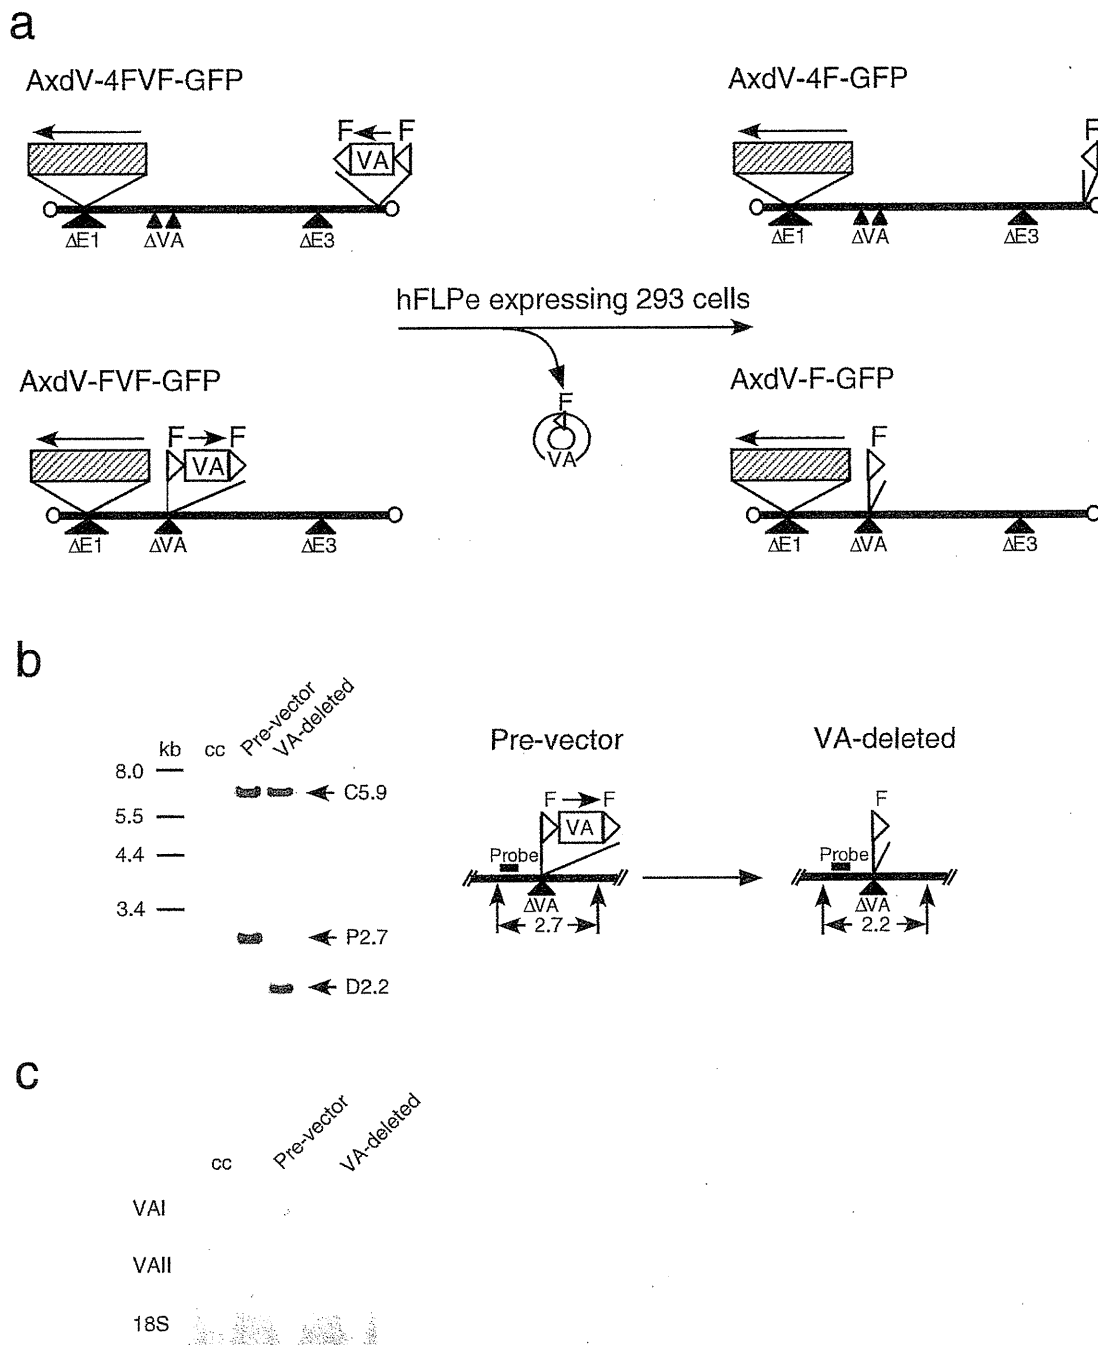 a
AxdV-4FVF-GFP
AxdV-4F-GFP
F F
VA
F
ΔE1 ΔVA ΔE3
ΔE1 ΔVA ΔE3
hFLPe expressing 293 cells
F
VA
AxdV-FVF-GFP
AxdV-F-GFP
F F
VA
F
ΔE1 ΔVA ΔE3
ΔE1 ΔVA ΔE3
b
kb cc Pre-vector VA-deleted
8.0
5.5
4.4
3.4
C5.9
P2.7
D2.2
Pre-vector
VA-deleted
F F
VA
Probe
ΔVA
2.7
F
Probe
ΔVA
2.2
c
cc Pre-vector VA-deleted
VAI
VAII
18S